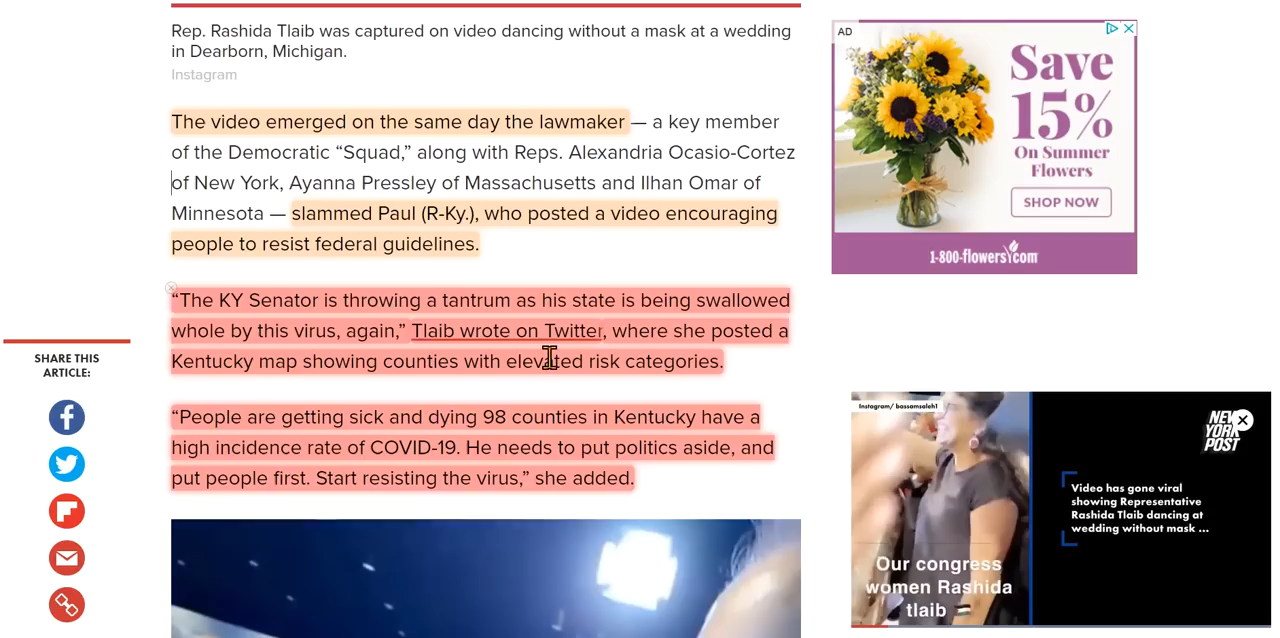 Rep. Rashida Tlaib was captured on video dancing without a mask at a wedding
in Dearborn, Michigan.
Instagram
The video emerged on the same day the lawmaker — a key member
of the Democratic “Squad,” along with Reps. Alexandria Ocasio-Cortez
of New York, Ayanna Pressley of Massachusetts and Ilhan Omar of
Minnesota — slammed Paul (R-Ky.), who posted a video encouraging
people to resist federal guidelines.
“The KY Senator is throwing a tantrum as his state is being swallowed
whole by this virus, again,” Tlaib wrote on Twitter, where she posted a
Kentucky map showing counties with elevated risk categories.
“People are getting sick and dying 98 counties in Kentucky have a
high incidence rate of COVID-19. He needs to put politics aside, and
put people first. Start resisting the virus,” she added.
SHARE THIS
ARTICLE:
AD
Save
15%
On Summer
Flowers
SHOP NOW
1-800-flowers.com
Instagram/ bassamsaleh1
Our congress
women Rashida
tlaib
NEW
YORK
POST
Video has gone viral
showing Representative
Rashida Tlaib dancing at
wedding without mask ...